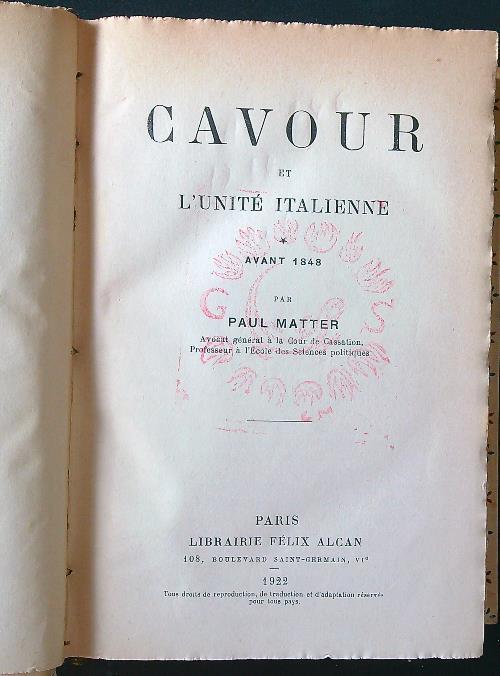 CAVOUR
ET
L'UNITÉ ITALIENNE
*
AVANT 1848
PAR
PAUL MATTER
Avocat général à la Cour de Cassation,
Professeur à l'École des Sciences politiques
G S
G M
PARIS
LIBRAIRIE FÉLIX ALCAN
108, BOULEVARD SAINT-GERMAIN, VIe
1922
Tous droits de reproduction, de traduction et d'adaptation réservés
pour tous pays.